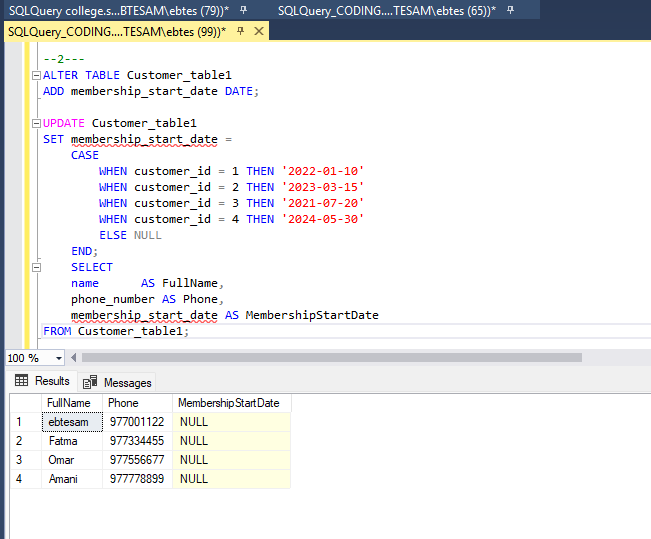 SQLQuery college.s...BTESAM\ebtes (79))* SQLQuery_CODING....TESAM\ebtes (65))*
SQLQuery_CODING....TESAM\ebtes (99))*
--2---
ALTER TABLE Customer_table1
ADD membership_start_date DATE;
UPDATE Customer_table1
SET membership_start_date =
CASE
WHEN customer_id = 1 THEN '2022-01-10'
WHEN customer_id = 2 THEN '2023-03-15'
WHEN customer_id = 3 THEN '2021-07-20'
WHEN customer_id = 4 THEN '2024-05-30'
ELSE NULL
END;
SELECT
name AS FullName,
phone_number AS Phone,
membership_start_date AS MembershipStartDate
FROM Customer_table1;
100 %
Results Messages
FullName Phone MembershipStartDate
1 ebtesam 977001122 NULL
2 Fatma 977334455 NULL
3 Omar 977556677 NULL
4 Amani 977778899 NULL